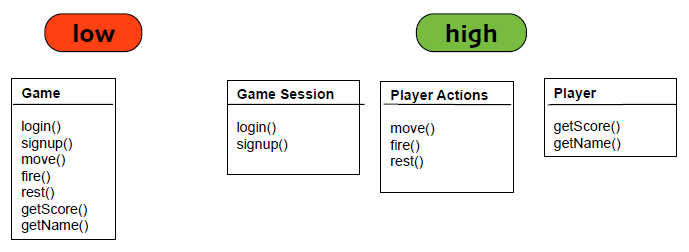 low
high
Game
login()
signup()
move()
fire()
rest()
getScore()
getName()
Game Session
login()
signup()
Player Actions
move()
fire()
rest()
Player
getScore()
getName()